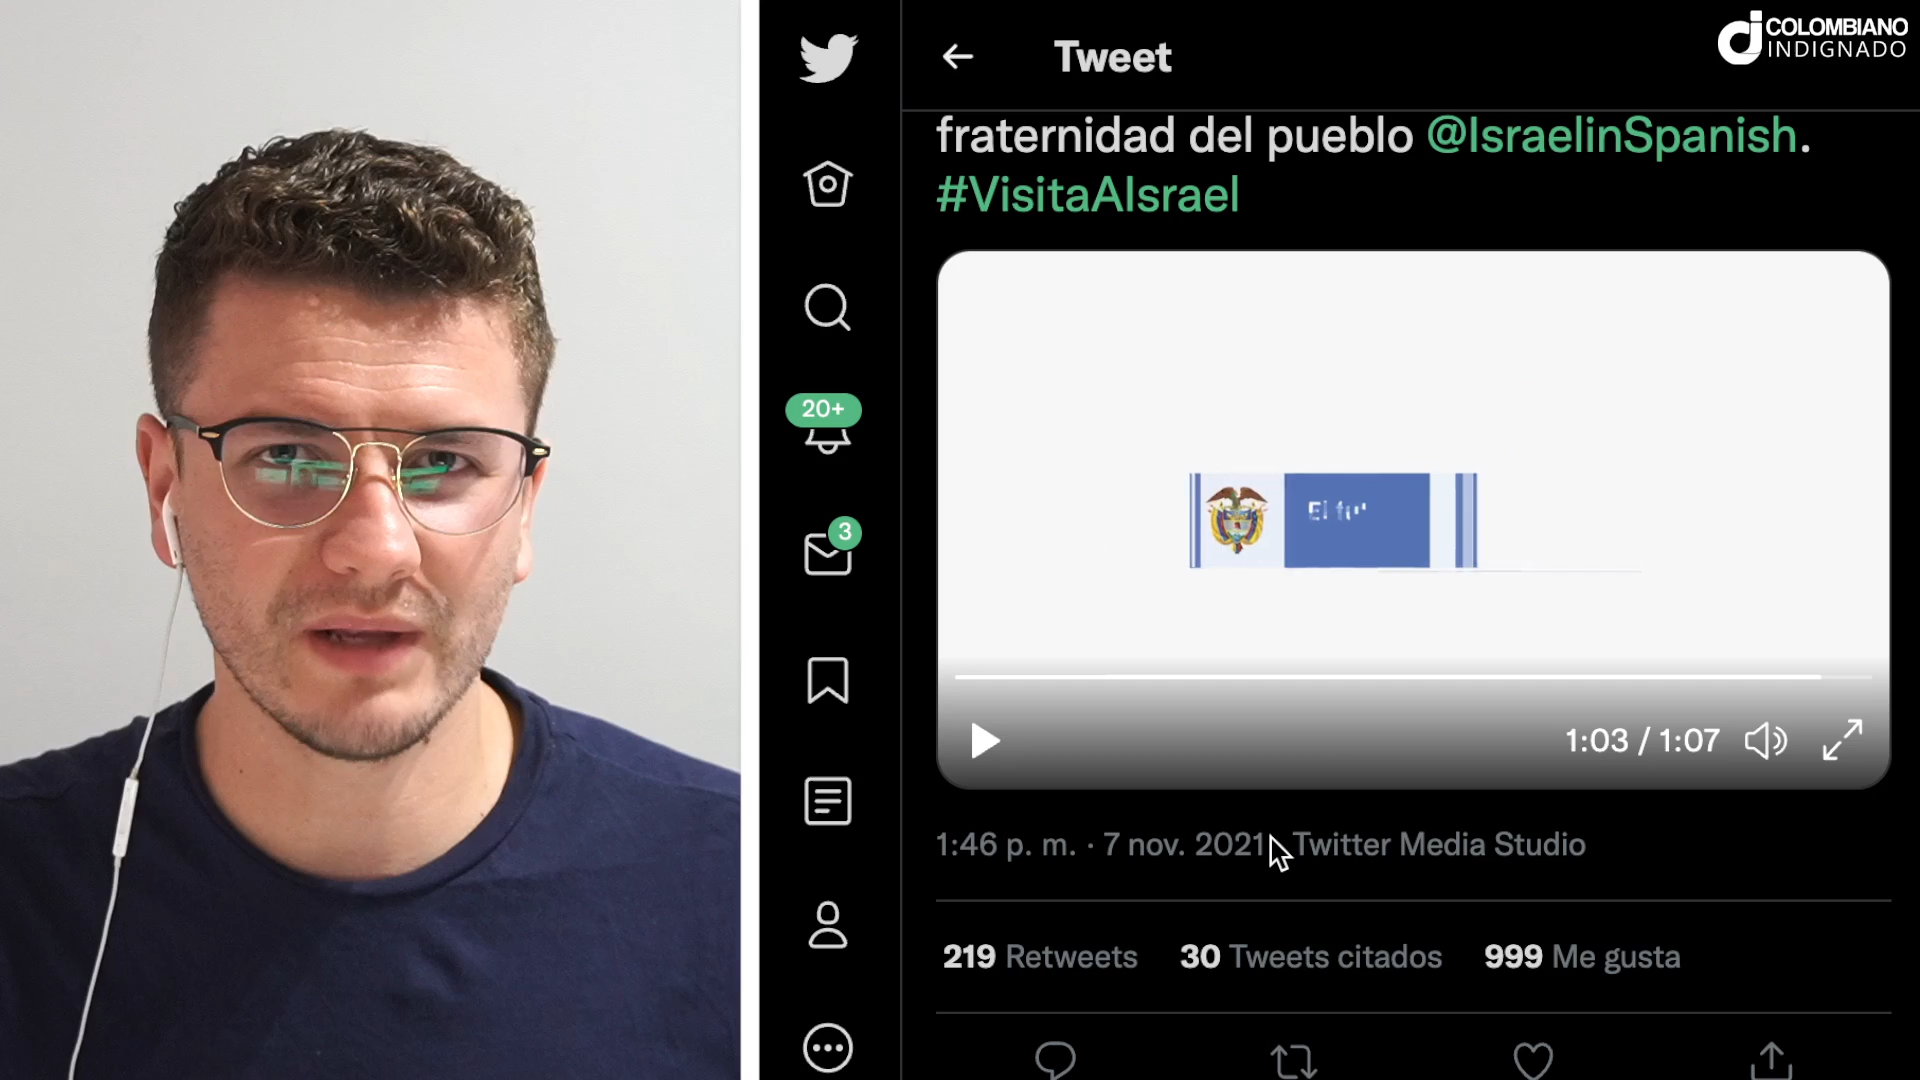 COLOMBIANO
INDIGNADO
Tweet
fraternidad del pueblo @IsraelinSpanish.
#VisitaAIsrael
20+
3
El
1:03 / 1:07
1:46 p. m. · 7 nov. 2021 Twitter Media Studio
219 Retweets 30 Tweets citados 999 Me gusta